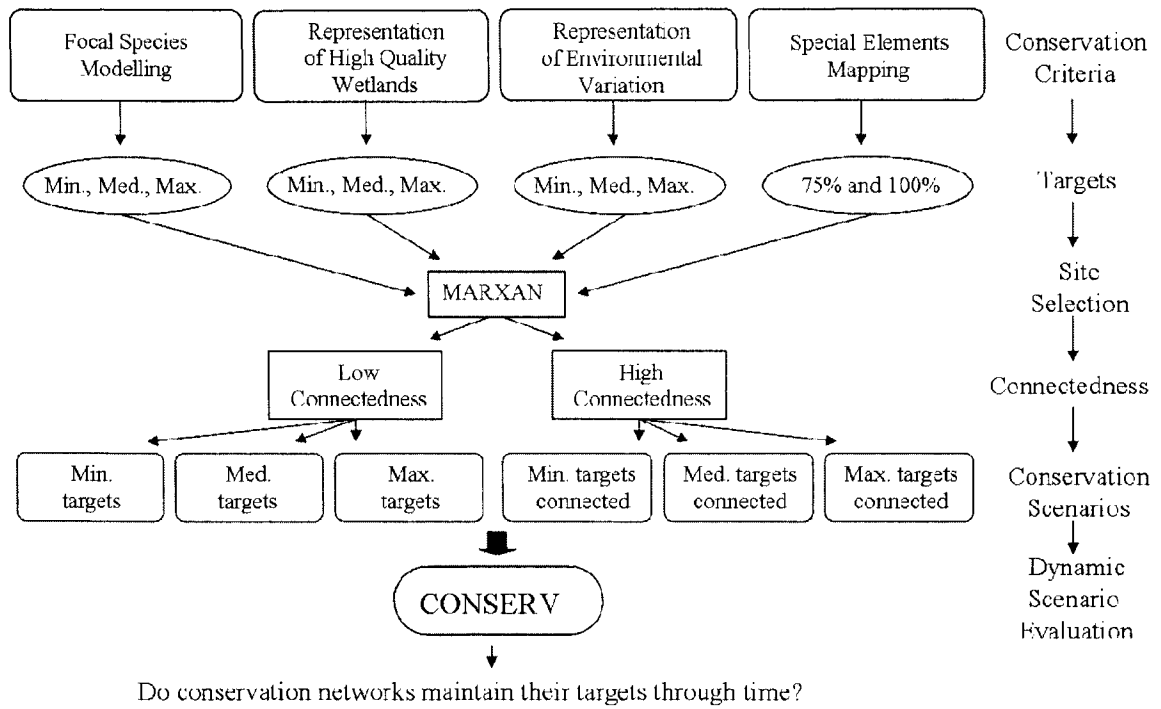 Focal Species
Modelling
Representation
of High Quality
Wetlands
Representation
of Environmental
Variation
Special Elements
Mapping
Conservation
Criteria
Min., Med., Max.
Min., Med., Max.
Min., Med., Max.
75% and 100%
Targets
MARXAN
Site
Selection
Low
Connectedness
High
Connectedness
Connectedness
Min.
targets
Med.
targets
Max.
targets
Min. targets
connected
Med. targets
connected
Max. targets
connected
Conservation
Scenarios
CONSERV
Dynamic
Scenario
Evaluation
Do conservation networks maintain their targets through time?